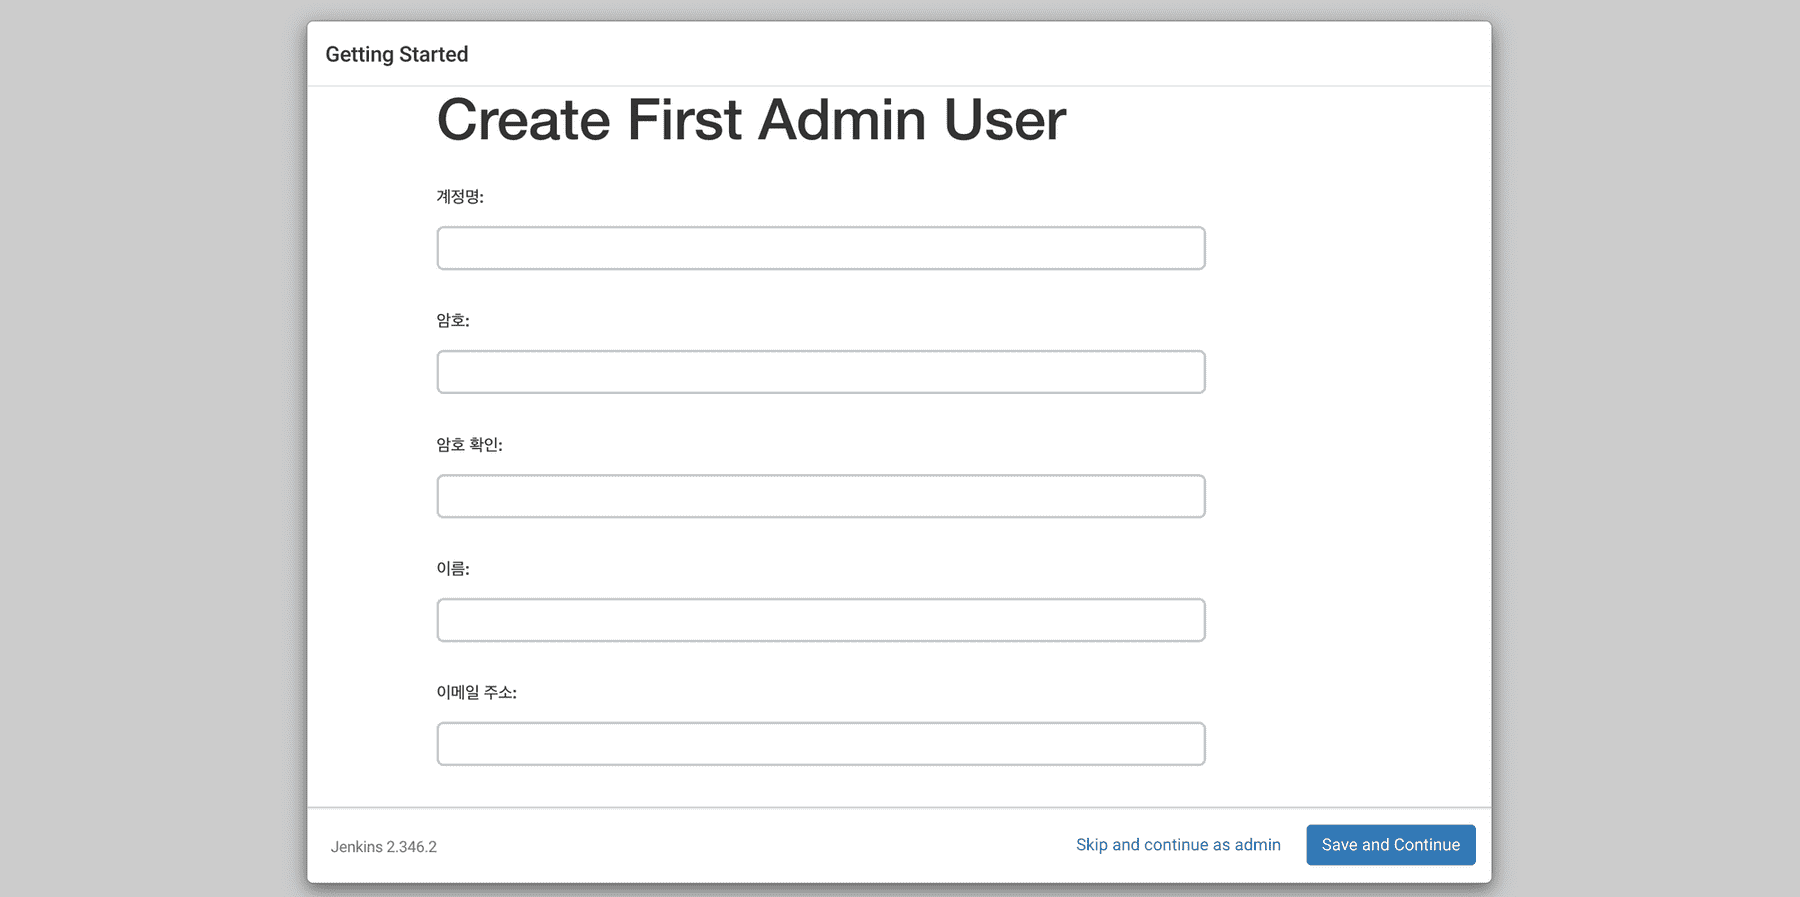 Getting Started
Create First Admin User
계정명:
암호:
암호 확인:
이름:
이메일 주소:
Jenkins 2.346.2
Skip and continue as admin
Save and Continue